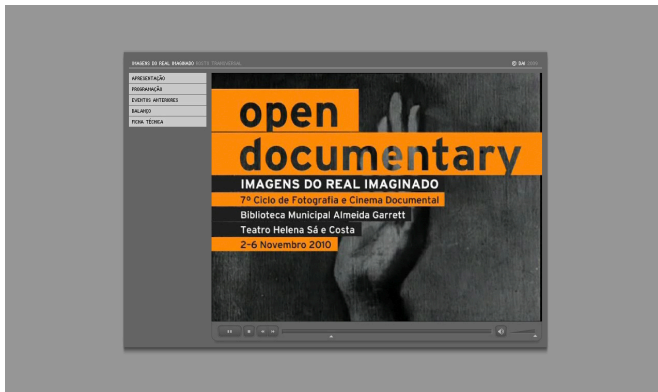 IMAGENS DO REAL IMAGINADO
APRESENTAÇÃO
PROGRAMAÇÃO
EVENTOS ANTERIORES
BALANÇO
FICHA TÉCNICA
open
documentary
IMAGENS DO REAL IMAGINADO
7º Ciclo de Fotografia e Cinema Documental
Biblioteca Municipal Almeida Garrett
Teatro Helena Sá e Costa
2-6 Novembro 2010